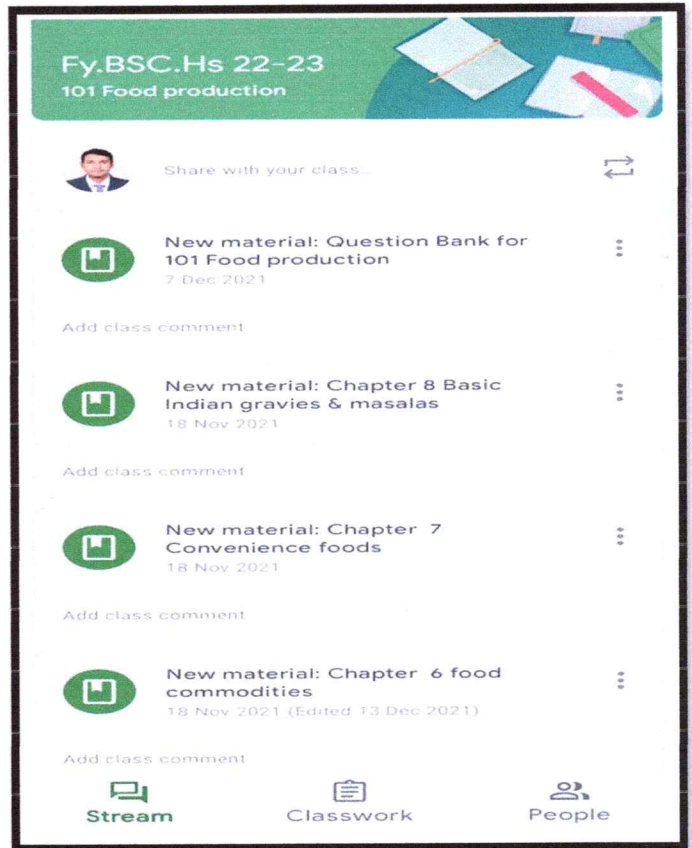 Fy.BSC.Hs 22-23
101 Food production
Share with your class...
New material: Question Bank for
101 Food production
7 Dec 2021
Add class comment
New material: Chapter 8 Basic
Indian gravies & masalas
18 Nov 2021
Add class comment
New material: Chapter 7
Convenience foods
18 Nov 2021
Add class comment
New material: Chapter 6 food
commodities
18 Nov 2021 (Edited 13 Dec 2021)
Add class comment
Stream
Classwork
People